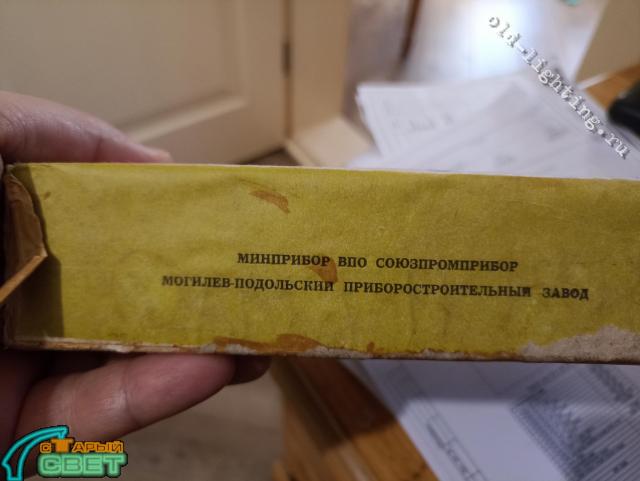 old-lighting.ru
МИНПРИБОР ВПО СОЮЗПРОМПРИБОР
МОГИЛЕВ-ПОДОЛЬСКИЙ ПРИБОРОСТРОИТЕЛЬНЫЙ ЗАВОД
СТАРЫЙ
СВЕТ